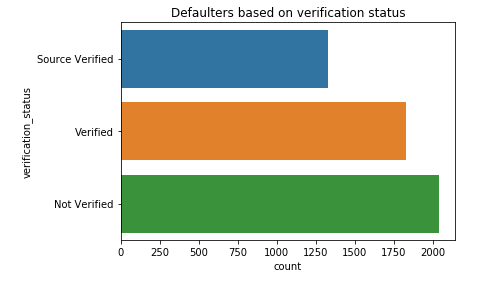 Defaulters based on verification status
verification_status
Source Verified
Verified
Not Verified
0 250 500 750 1000 1250 1500 1750 2000
count